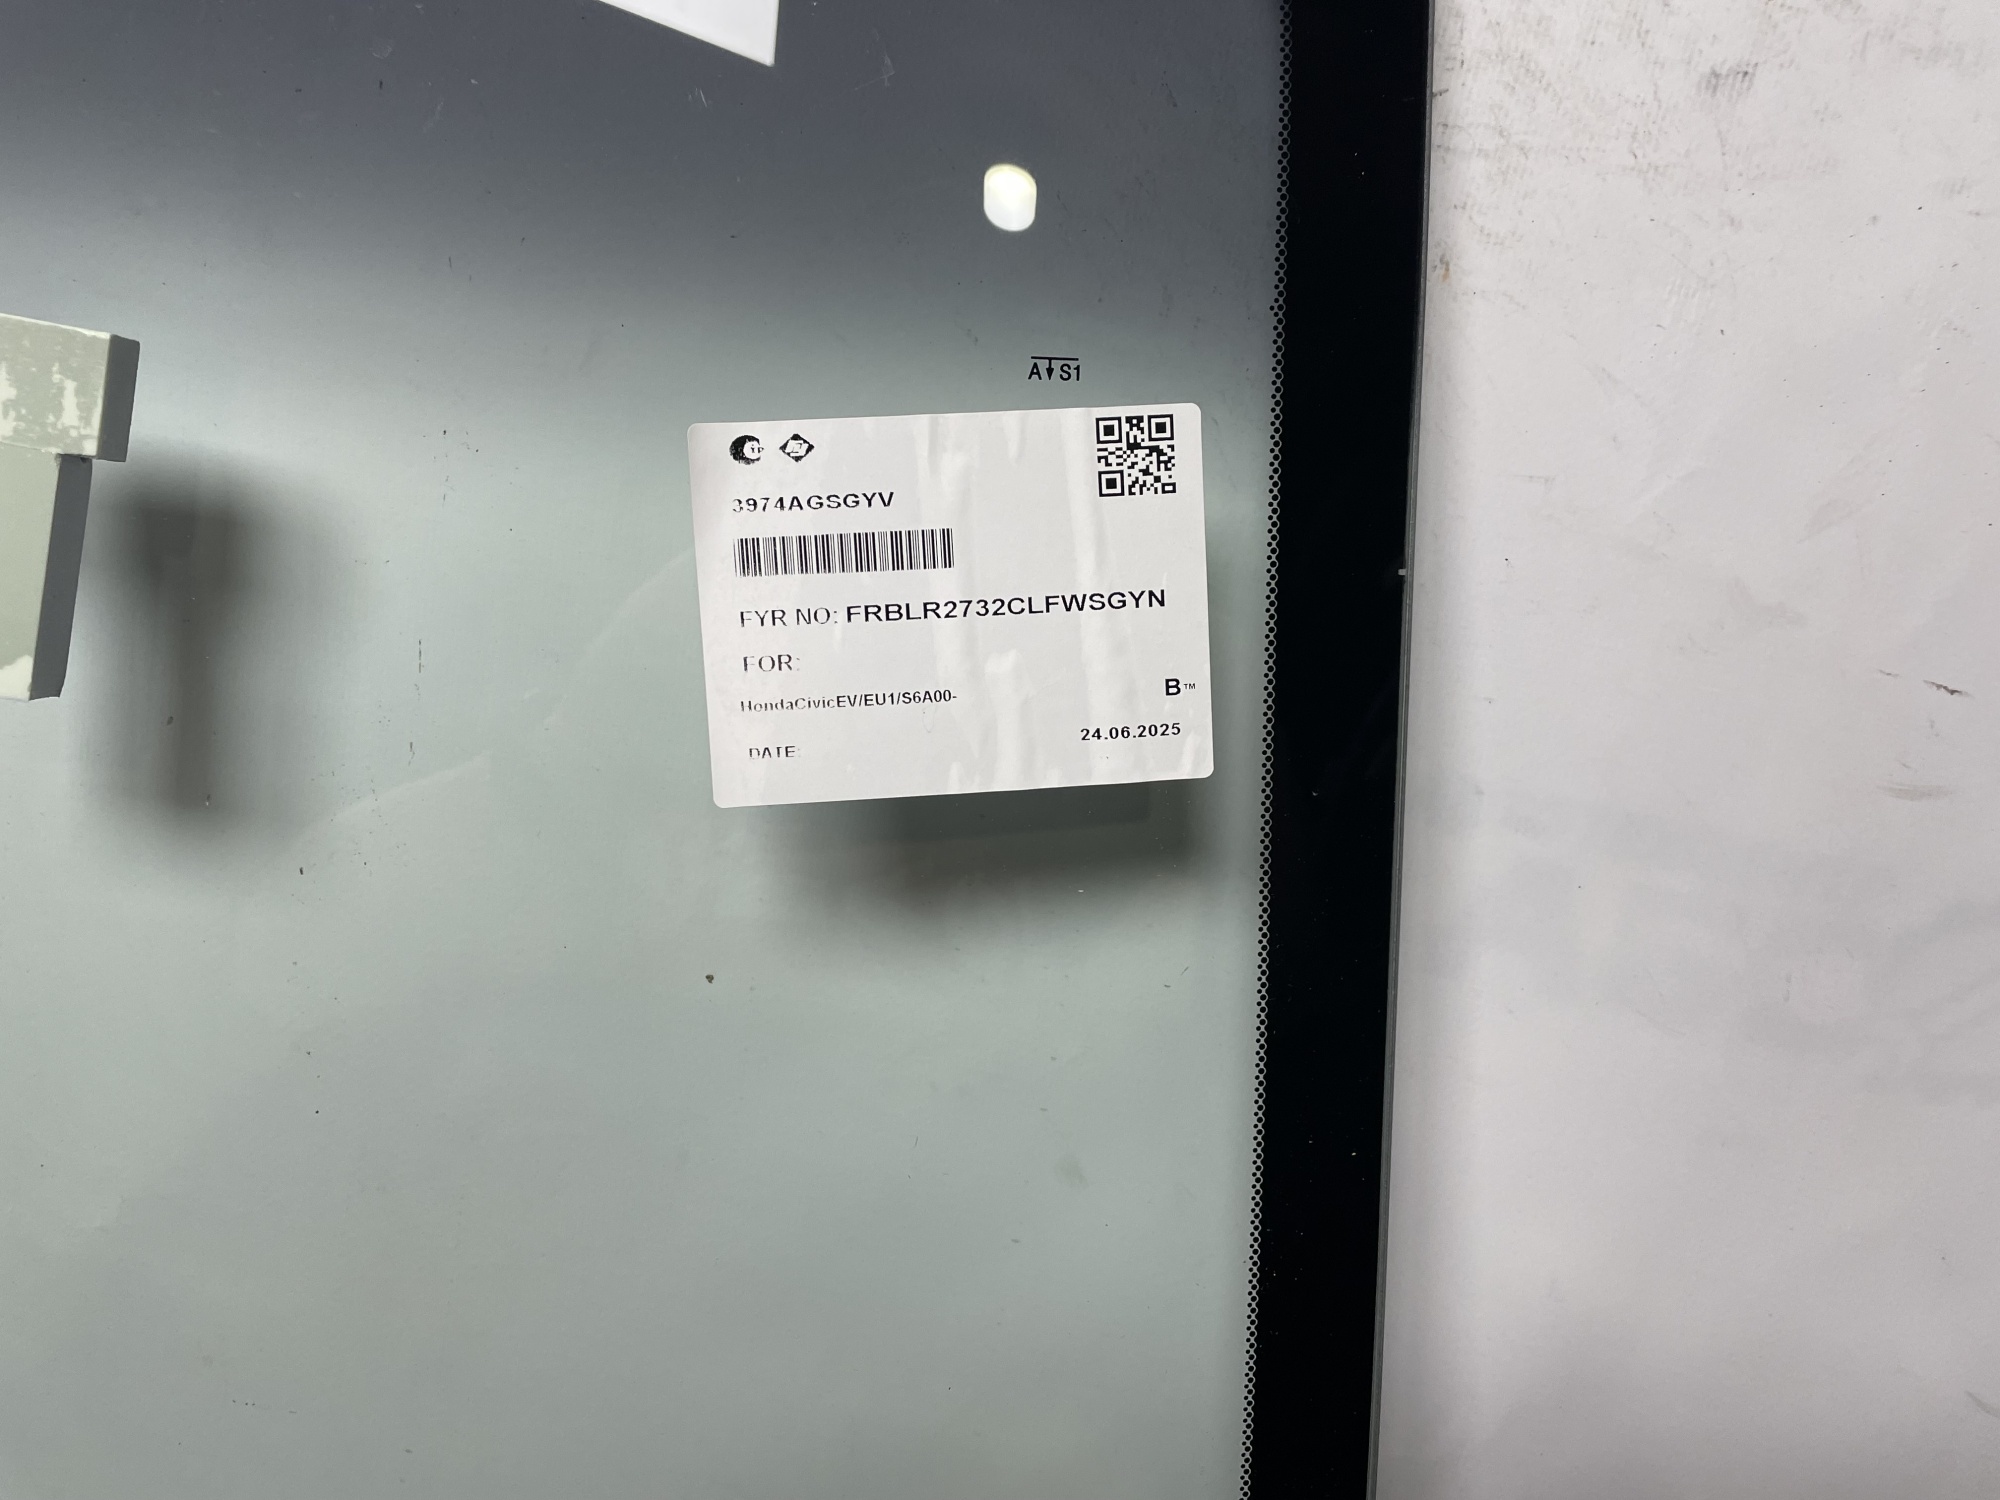 A S1
3974AGSGYV
FYR NO: FRBLR2732CLFWSGYN
FOR:
HondaCivicEV/EU1/S6A00-
B™
DATE: 24.06.2025